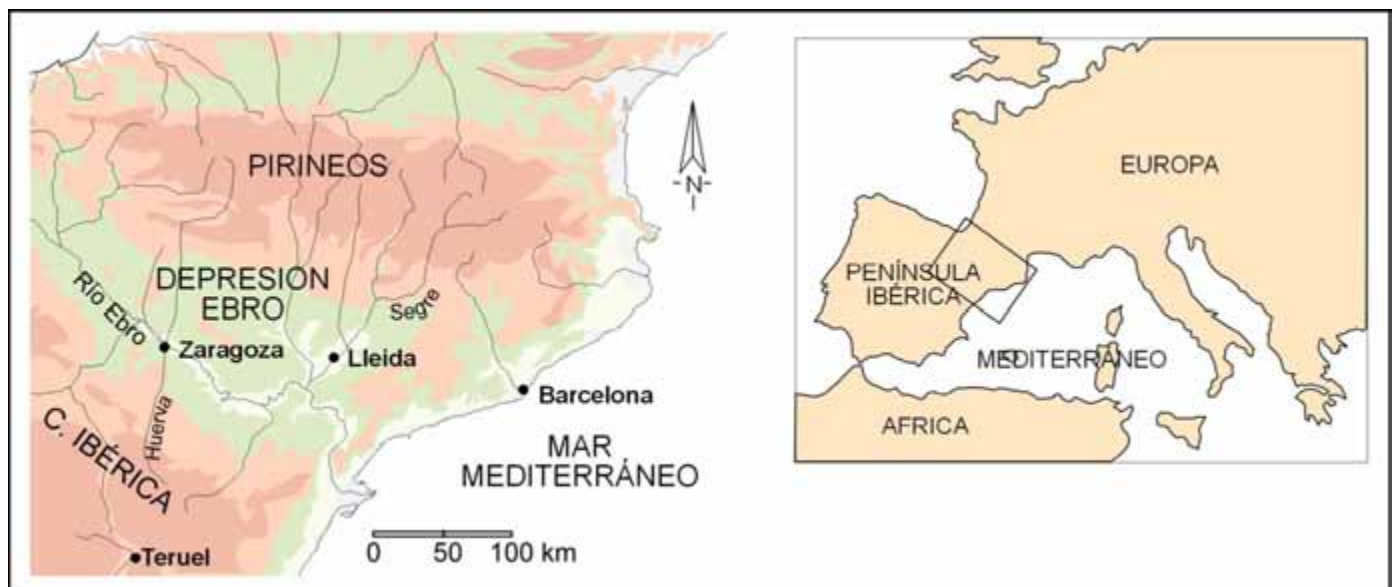 PIRINEOS
-N-
DEPRESIÓN
EBRO
Río Ebro
Segre
Zaragoza
Lleida
Huerva
Barcelona
C. IBÉRICA
MAR
MEDITERRÁNEO
0 50 100 km
Teruel
EUROPA
PENÍNSULA
IBÉRICA
MEDITERRÁNEO
AFRICA